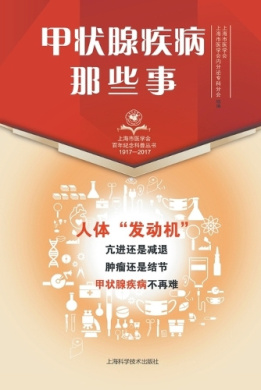 甲状腺疾病
那些事
上海市医学会
上海市医学会内分泌专科分会
上海市医学会
百年纪念科普丛书
1917—2017
人体“发动机”
亢进还是减退
肿瘤还是结节
甲状腺疾病不再难
上海科学技术出版社